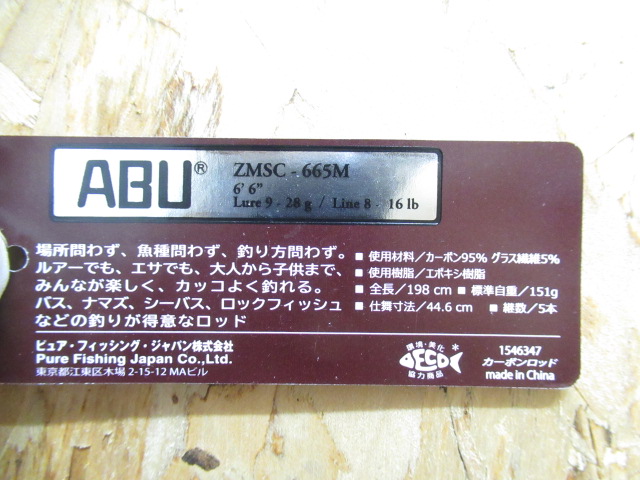 ABU®
ZMSC - 665M
6' 6"
Lure 9 - 28 g / Line 8 - 16 lb
場所問わず、魚種問わず、釣り方問わず。
ルアーでも、エサでも、大人から子供まで、
みんなが楽しく、カッコよく釣れる。
バス、ナマズ、シーバス、ロックフィッシュ
などの釣りが得意なロッド
ピュア・フィッシング・ジャパン株式会社
Pure Fishing Japan Co.,Ltd.
東京都江東区木場 2-15-12 MAビル
■ 使用材料/カーボン95% グラス繊維5%
■ 使用樹脂/エポキシ樹脂
■ 全長/198 cm ■ 標準自重/151g
■ 仕舞寸法/44.6 cm ■ 継数/5本
環境・美化
ECO
協力商品
1546347
カーボンロッド
made in China